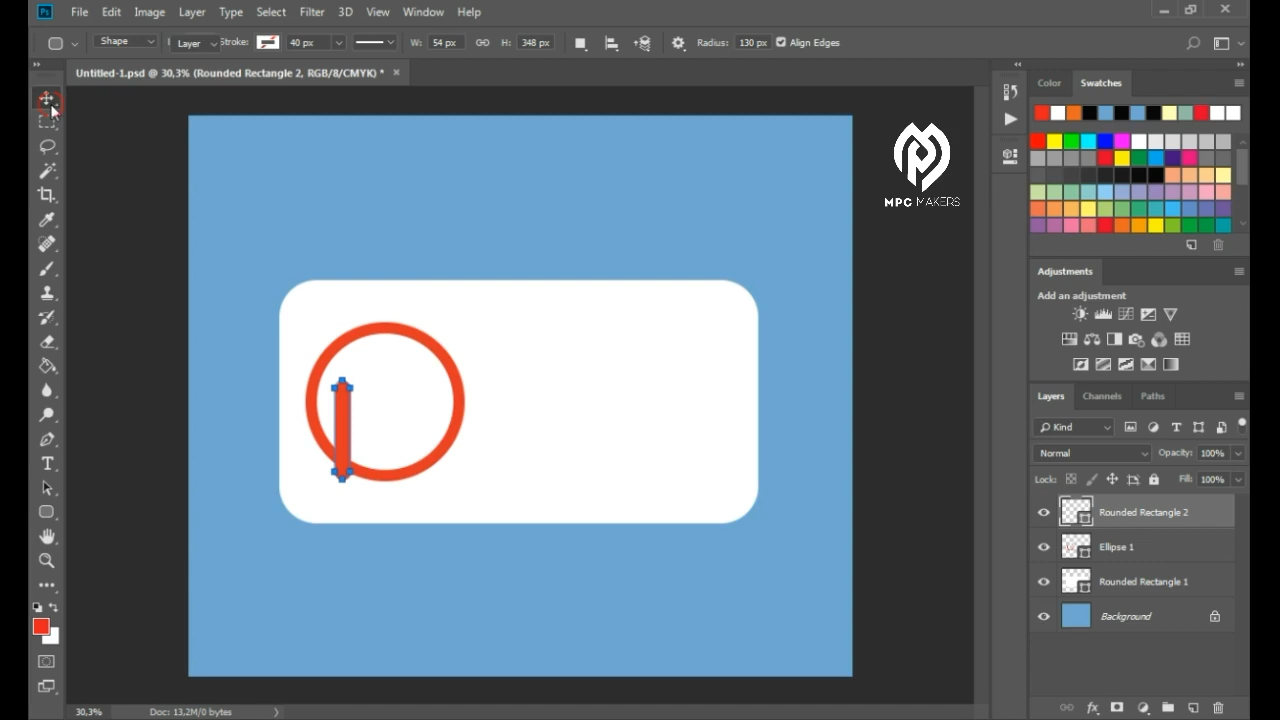 Ps File Edit Image Layer Type Select Filter 3D View Window Help
Shape Layer Stroke: 40 px W: 54 px H: 348 px Radius: 130 px Align Edges
Untitled-1.psd @ 30,3% (Rounded Rectangle 2, RGB/8/CMYK) * ×
Color Swatches
MPC MAKERS
Adjustments
Add an adjustment
Layers Channels Paths
Kind
Normal Opacity: 100%
Lock: Fill: 100%
Rounded Rectangle 2
Ellipse 1
Rounded Rectangle 1
Background
30,3% Doc: 13,2M/0 bytes